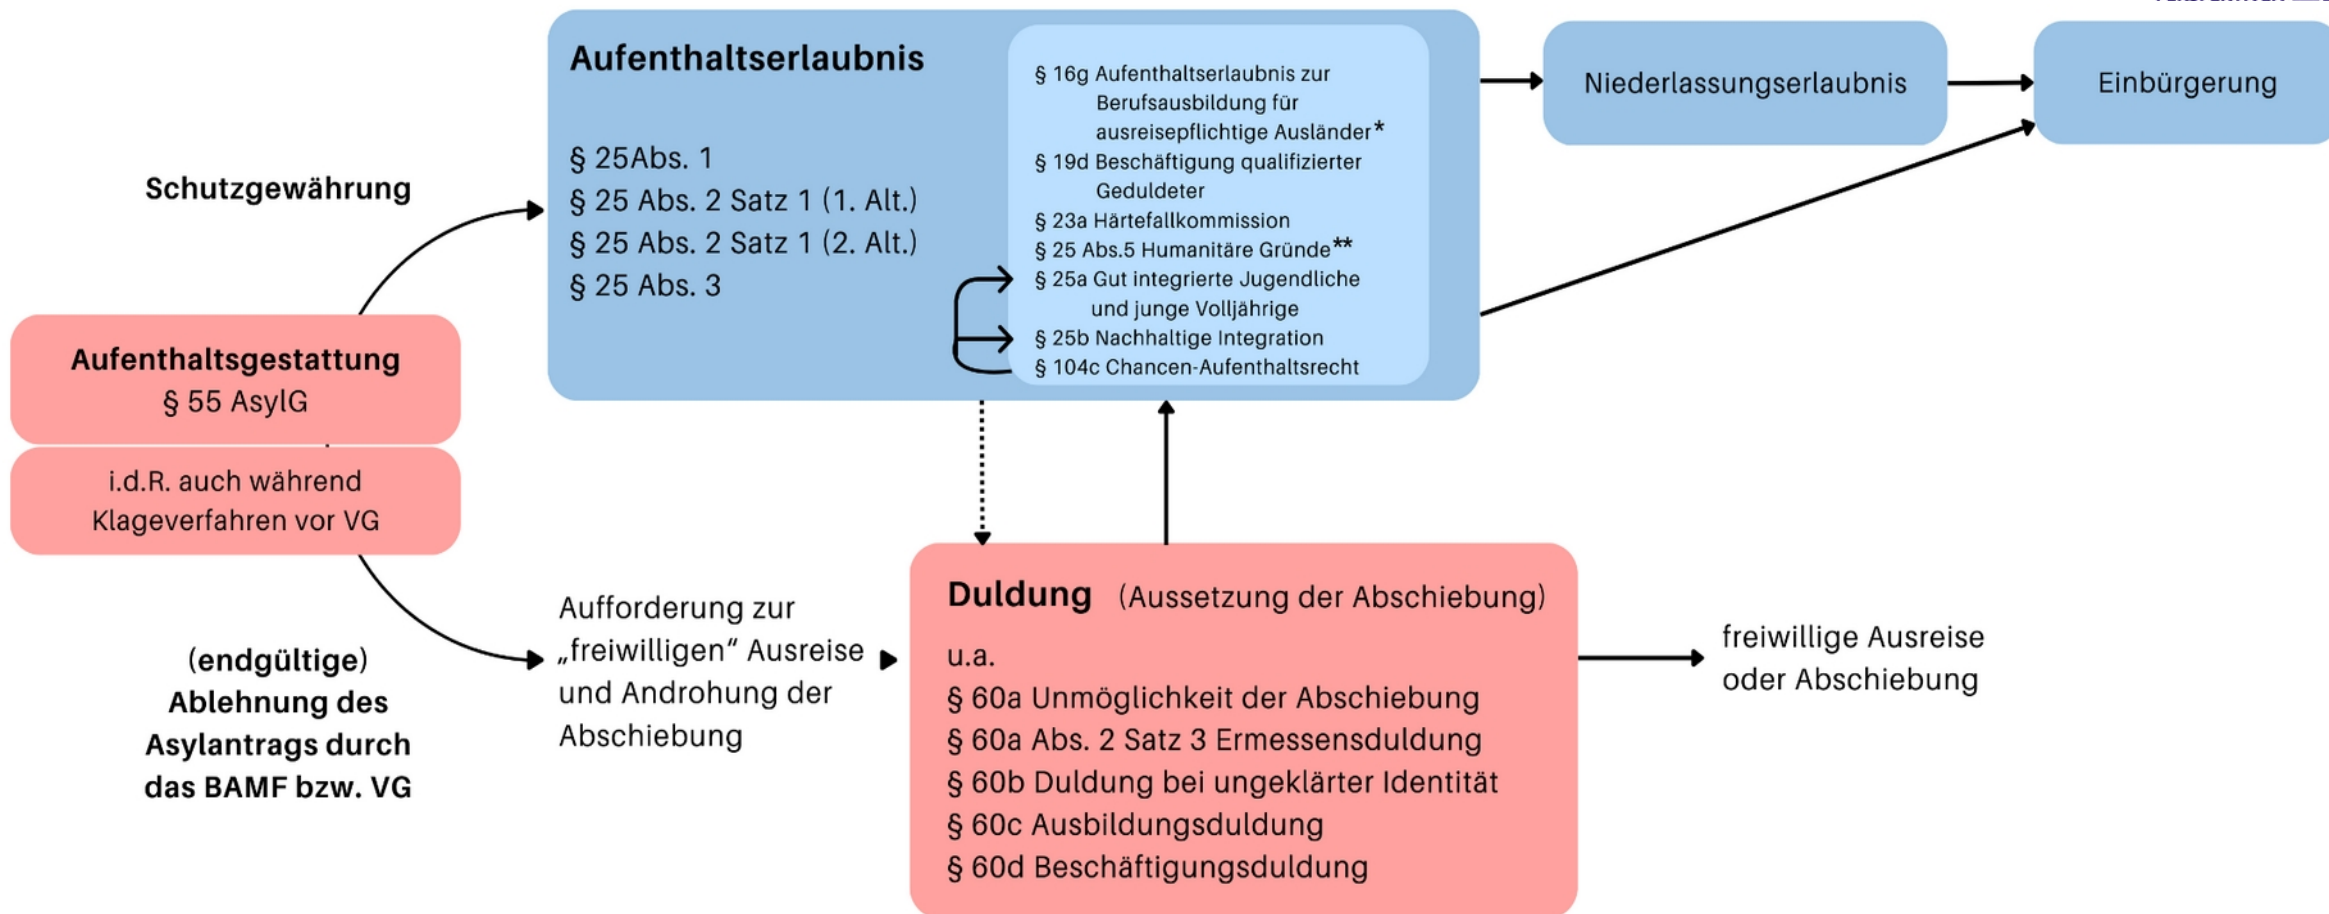 Aufenthaltserlaubnis
§ 25Abs. 1
§ 25 Abs. 2 Satz 1 (1. Alt.)
§ 25 Abs. 2 Satz 1 (2. Alt.)
§ 25 Abs. 3
§ 16g Aufenthaltserlaubnis zur
Berufsausbildung für
ausreisepflichtige Ausländer*
§ 19d Beschäftigung qualifizierter
Geduldeter
§ 23a Härtefallkommission
§ 25 Abs.5 Humanitäre Gründe**
§ 25a Gut integrierte Jugendliche
und junge Volljährige
§ 25b Nachhaltige Integration
§ 104c Chancen-Aufenthaltsrecht
Niederlassungserlaubnis
Einbürgerung
Schutzgewährung
Aufenthaltsgestattung
§ 55 AsylG
i.d.R. auch während
Klageverfahren vor VG
(endgültige)
Ablehnung des
Asylantrags durch
das BAMF bzw. VG
Aufforderung zur
„freiwilligen“ Ausreise
und Androhung der
Abschiebung
Duldung (Aussetzung der Abschiebung)
u.a.
§ 60a Unmöglichkeit der Abschiebung
§ 60a Abs. 2 Satz 3 Ermessensduldung
§ 60b Duldung bei ungeklärter Identität
§ 60c Ausbildungsduldung
§ 60d Beschäftigungsduldung
freiwillige Ausreise
oder Abschiebung